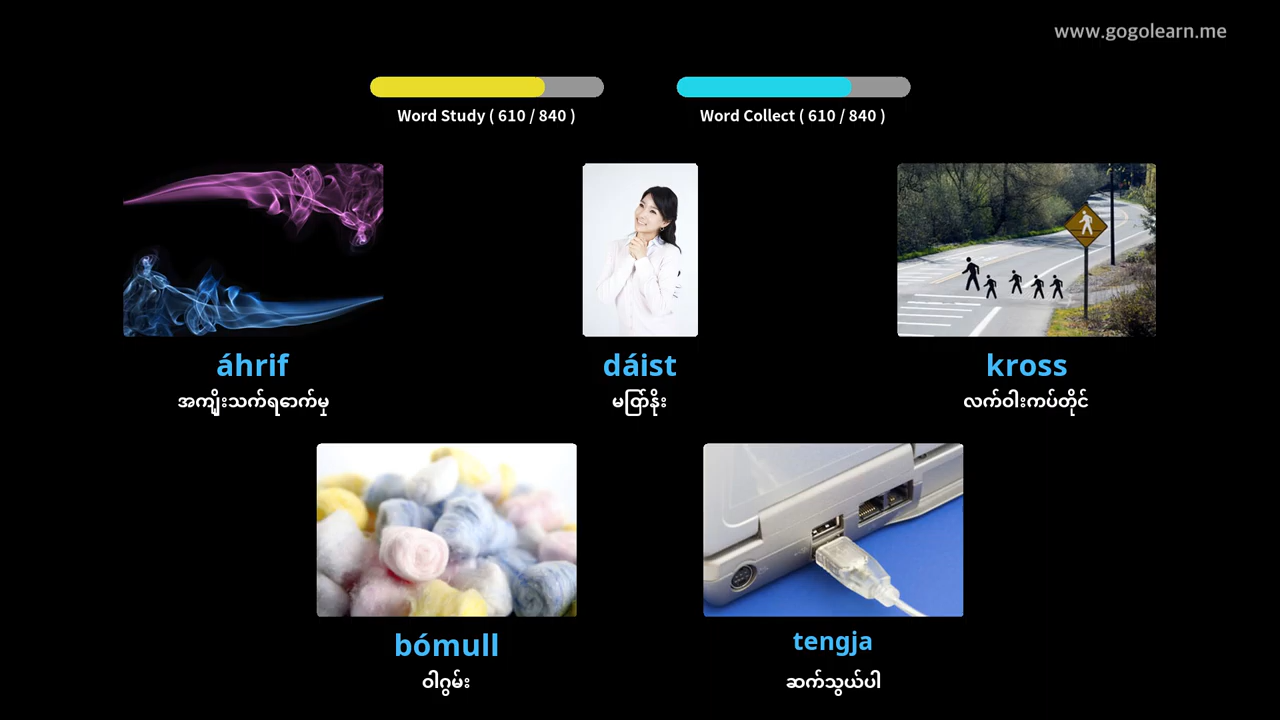 www.gogolearn.me
Word Study ( 610 / 840 )
Word Collect ( 610 / 840 )
áhrif
အကျိုးသက်ရောက်မှု
dáist
မတြာနိုး
kross
လက်ဝါးကပ်တိုင်
bómull
ဝါဂွမ်း
tengja
ဆက်သွယ်ပါ